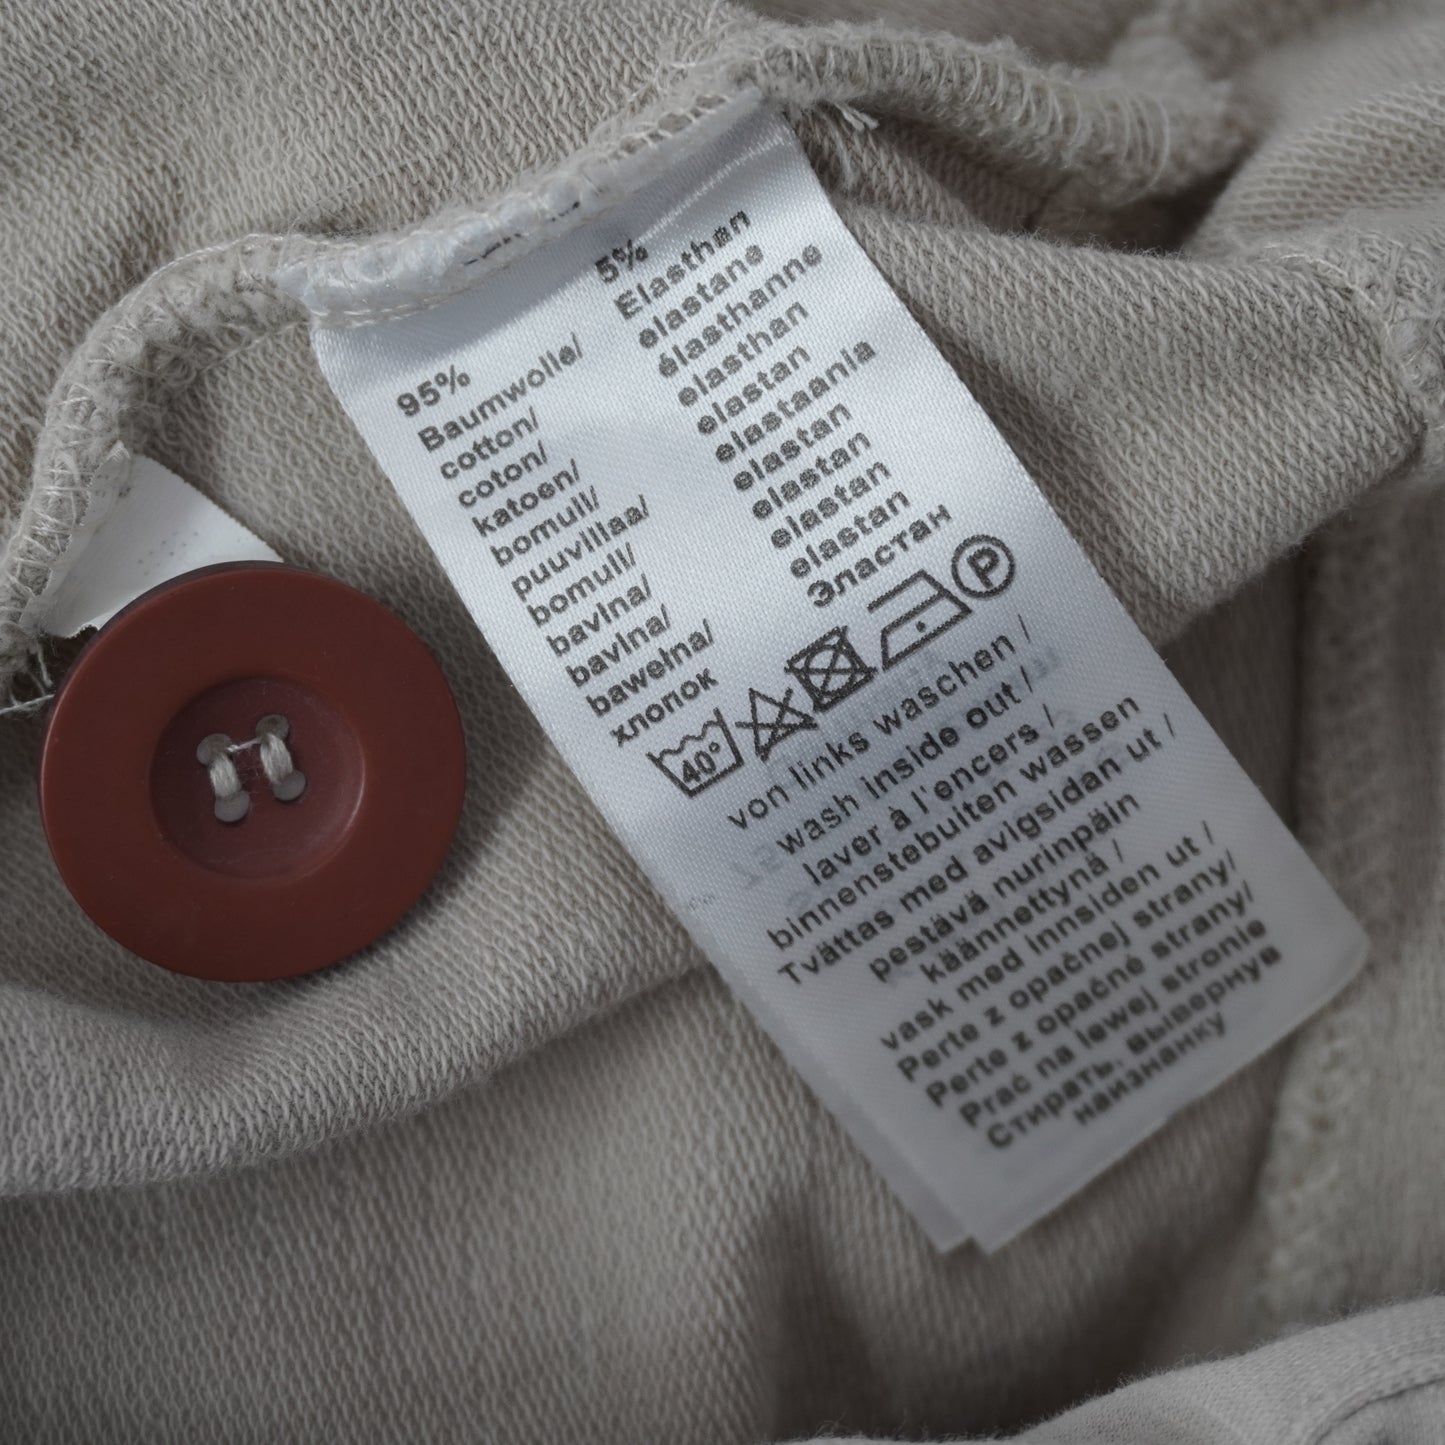 95%
Baumwolle/
cotton/
coton/
katoen/
bomull/
puuvillaa/
bomull/
bavlna/
bavlna/
bawełna/
хлопок
5%
Elasthan
elastane
élasthanne
elasthan
elastan
elastaania
elastan
elastan
elastan
elastan
Эластан
40°
P
von links waschen /
wash inside out /
laver à l'encers /
binnenstebuiten wassen
Tvättas med avigsidan ut /
pestävä nurinpäin
käännettynä /
vask med innsiden ut /
Perte z opačnej strany/
Perte z opačné strany/
Prać na lewej stronie
Стирать, вывернув
наизнанку